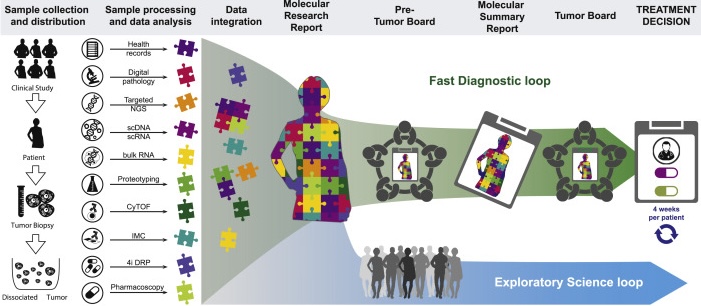 Sample collection
and distribution
Sample processing
and data analysis
Data
integration
Molecular
Research
Report
Pre-
Tumor Board
Molecular
Summary
Report
Tumor Board
TREATMENT
DECISION
Clinical Study
Patient
Tumor Biopsy
Dissociated Tumor
Health
records
Digital
pathology
Targeted
NGS
scDNA
scRNA
bulk RNA
Proteotyping
CyTOF
IMC
4i DRP
Pharmacoscopy
Fast Diagnostic loop
4 weeks
per patient
Exploratory Science loop